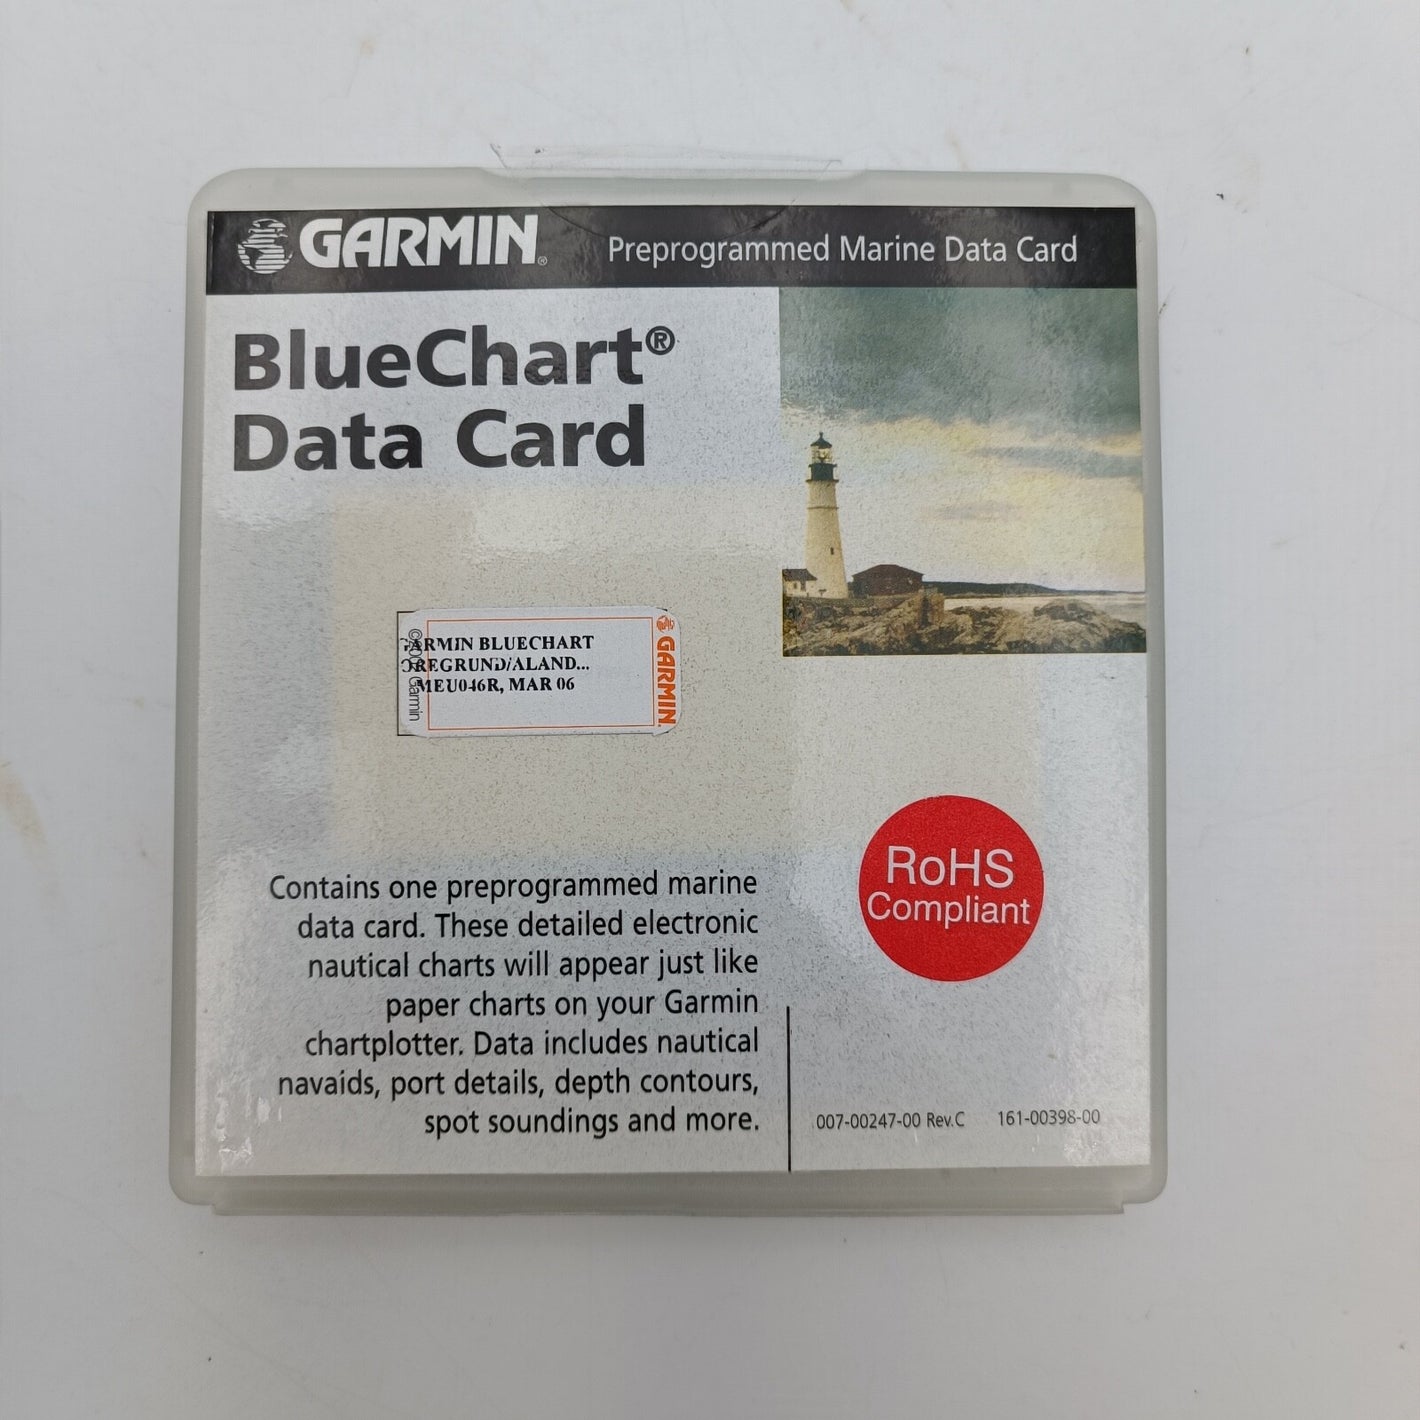 GARMIN®
Preprogrammed Marine Data Card
BlueChart®
Data Card
ARMIN BLUECHART
OREGRUND/ALAND...
MEU046R, MAR 06
Garmin
GARMIN
Contains one preprogrammed marine
data card. These detailed electronic
nautical charts will appear just like
paper charts on your Garmin
chartplotter. Data includes nautical
navaids, port details, depth contours,
spot soundings and more.
RoHS
Compliant
007-00247-00 Rev.C 161-00398-00